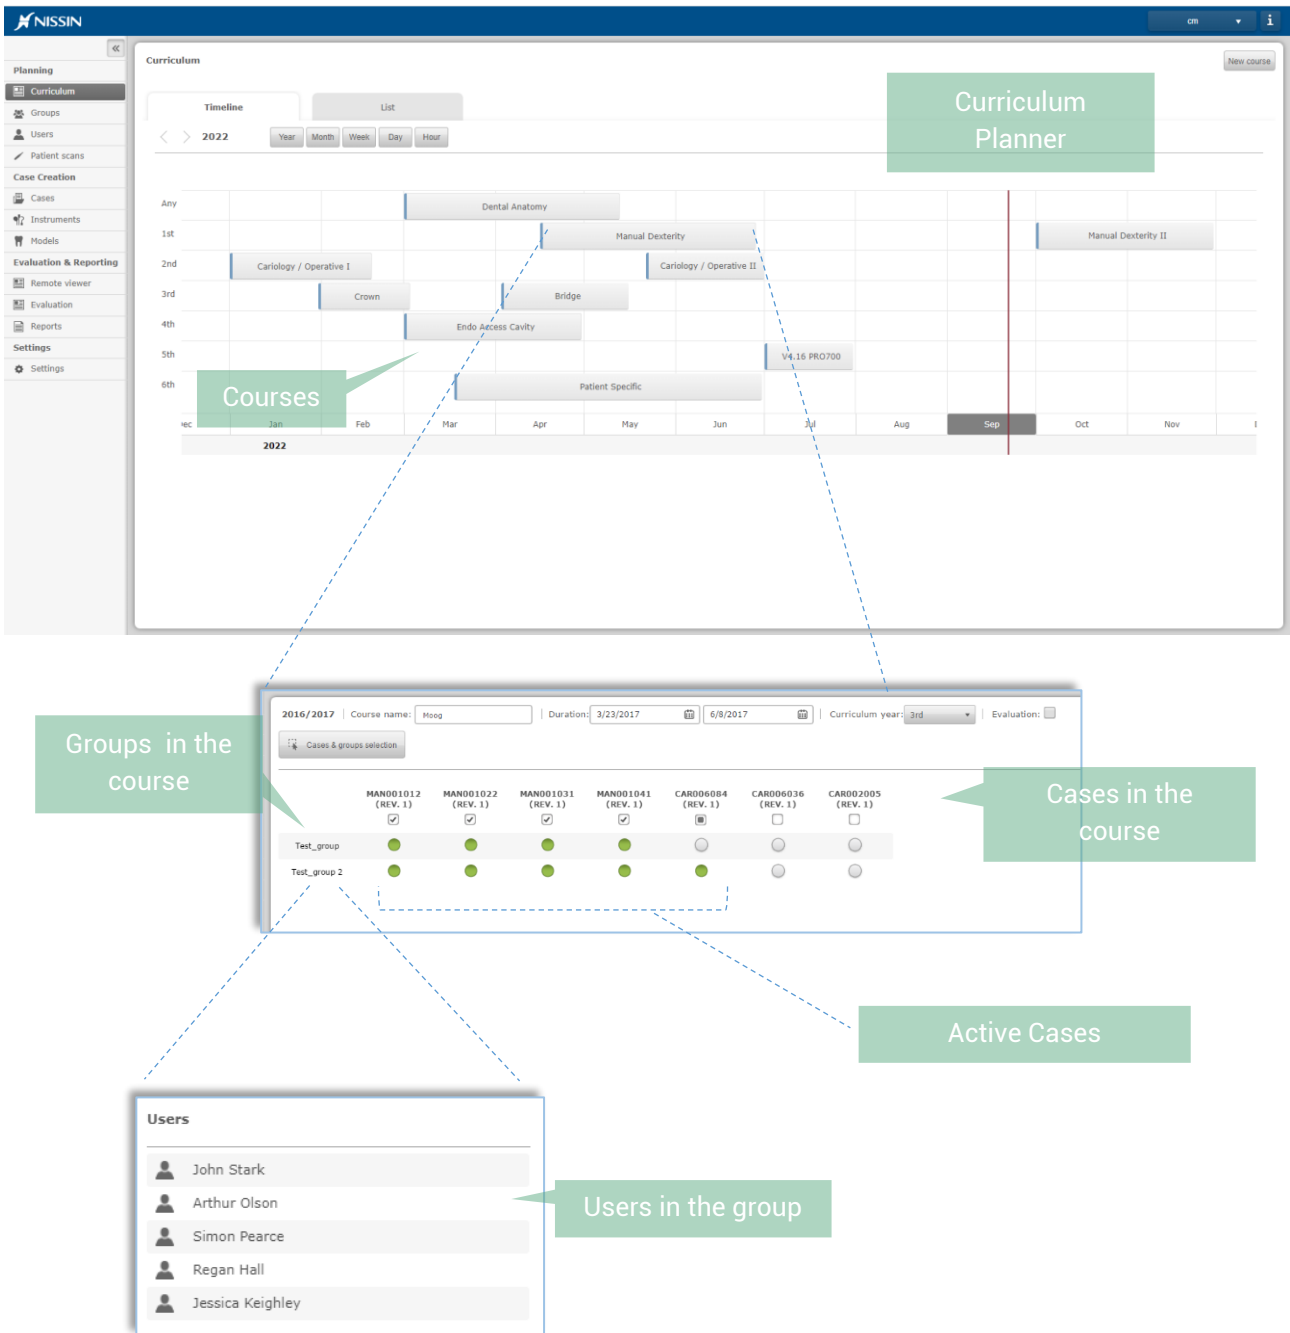 NISSIN
cm
i
«
Planning
Curriculum
Groups
Users
Patient scans
Case Creation
Cases
Instruments
Models
Evaluation & Reporting
Remote viewer
Evaluation
Reports
Settings
Settings
Curriculum
New course
Curriculum
Planner
Timeline
List
2022
Year
Month
Week
Day
Hour
Any
Dental Anatomy
1st
Manual Dexterity
Manual Dexterity II
2nd
Cariology / Operative I
Cariology / Operative II
3rd
Crown
Bridge
4th
Endo Access Cavity
5th
V4.16 PRO700
6th
Patient Specific
Courses
Jan
Feb
Mar
Apr
May
Jun
Jul
Aug
Sep
Oct
Nov
2022
2016/2017 | Course name: Moog | Duration: 3/23/2017 6/8/2017 | Curriculum year: 3rd | Evaluation:
Cases & groups selection
Groups in the
course
MAN001012 MAN001022 MAN001031 MAN001041 CAR006084 CAR006036 CAR002005
(REV. 1) (REV. 1) (REV. 1) (REV. 1) (REV. 1) (REV. 1) (REV. 1)
Cases in the
course
Test_group
Test_group 2
Active Cases
Users
John Stark
Arthur Olson
Simon Pearce
Regan Hall
Jessica Keighley
Users in the group